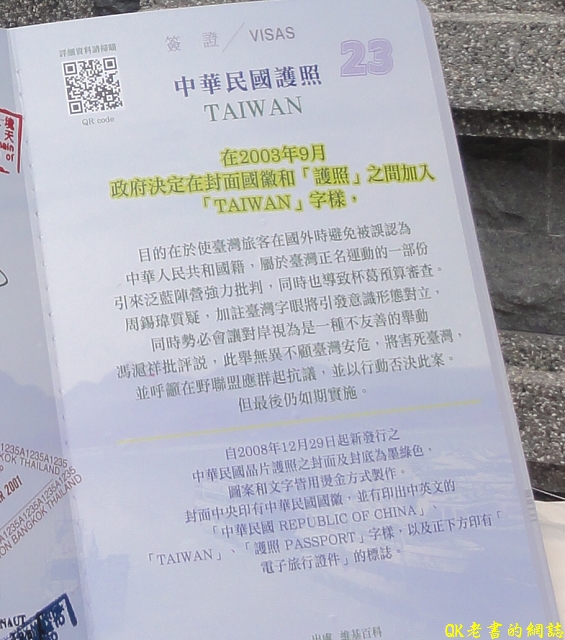 詳細資料請掃瞄
QR code
簽 證 / VISAS
23
中華民國護照
TAIWAN
在2003年9月
政府決定在封面國徽和「護照」之間加入
「TAIWAN」字樣，
目的在於使臺灣旅客在國外時避免被誤認為
中華人民共和國籍，屬於臺灣正名運動的一部份
引來泛藍陣營強力批判，同時也導致杯葛預算審查。
周錫瑋質疑，加註臺灣字眼將引發意識形態對立，
同時勢必會讓對岸視為是一種不友善的舉動
馮滬祥批評說，此舉無異不顧臺灣安危，將害死臺灣，
並呼籲在野聯盟應群起抗議，並以行動否決此案。
但最後仍如期實施。
自2008年12月29日起新發行之
中華民國晶片護照之封面及封底為墨綠色，
圖案和文字皆用燙金方式製作。
封面中央印有中華民國國徽，並有印出中英文的
「中華民國 REPUBLIC OF CHINA」、
「TAIWAN」、「護照 PASSPORT」字樣，以及正下方印有「
電子旅行證件」的標誌。
出處 維基百科
境天
ain of
1235A1235A1235
KOK THAILAND
R 2001
ON BANGKOK THAILAND
NAUT
QK老書的網誌